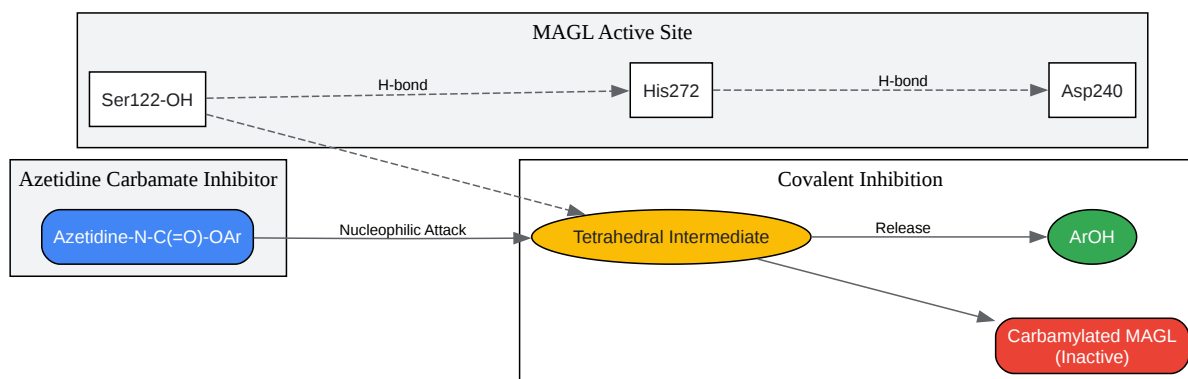 MAGL Active Site
Ser122-OH
H-bond
His272
H-bond
Asp240
Azetidine Carbamate Inhibitor
Azetidine-N-C(=O)-OAr
Nucleophilic Attack
Covalent Inhibition
Tetrahedral Intermediate
Release
ArOH
Carbamylated MAGL
(Inactive)